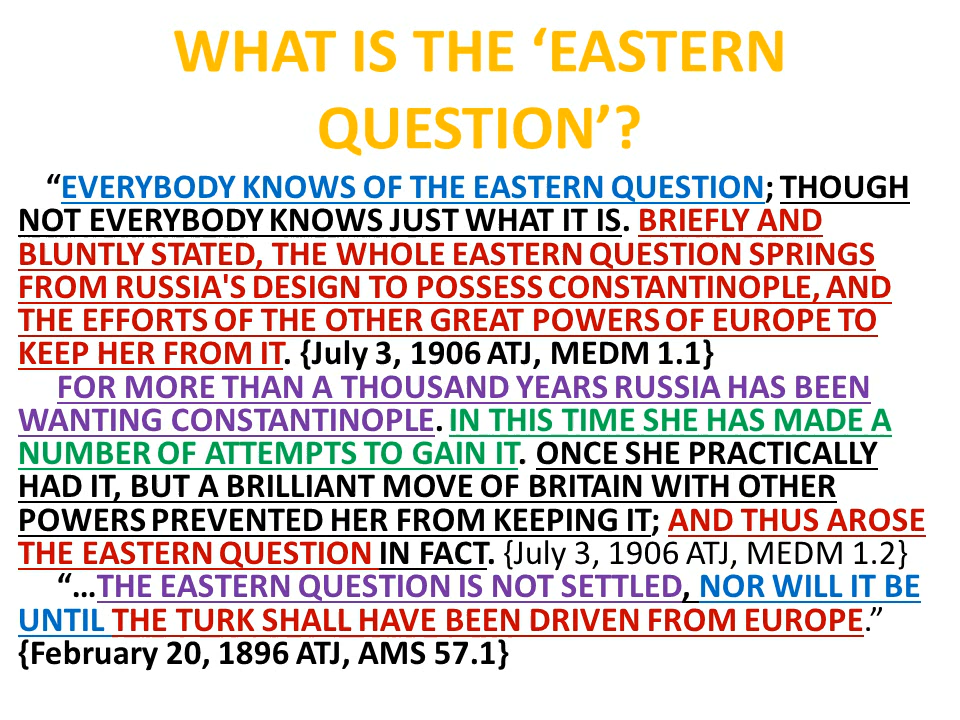 WHAT IS THE ‘EASTERN
QUESTION’?
“EVERYBODY KNOWS OF THE EASTERN QUESTION; THOUGH
NOT EVERYBODY KNOWS JUST WHAT IT IS. BRIEFLY AND
BLUNTLY STATED, THE WHOLE EASTERN QUESTION SPRINGS
FROM RUSSIA'S DESIGN TO POSSESS CONSTANTINOPLE, AND
THE EFFORTS OF THE OTHER GREAT POWERS OF EUROPE TO
KEEP HER FROM IT. {July 3, 1906 ATJ, MEDM 1.1}
FOR MORE THAN A THOUSAND YEARS RUSSIA HAS BEEN
WANTING CONSTANTINOPLE. IN THIS TIME SHE HAS MADE A
NUMBER OF ATTEMPTS TO GAIN IT. ONCE SHE PRACTICALLY
HAD IT, BUT A BRILLIANT MOVE OF BRITAIN WITH OTHER
POWERS PREVENTED HER FROM KEEPING IT; AND THUS AROSE
THE EASTERN QUESTION IN FACT. {July 3, 1906 ATJ, MEDM 1.2}
“…THE EASTERN QUESTION IS NOT SETTLED, NOR WILL IT BE
UNTIL THE TURK SHALL HAVE BEEN DRIVEN FROM EUROPE.”
{February 20, 1896 ATJ, AMS 57.1}